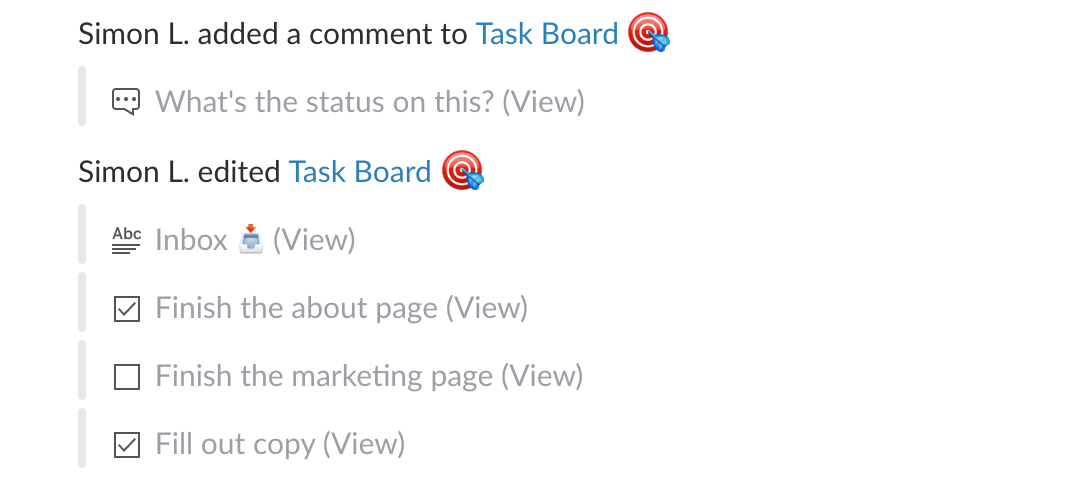 Simon L. added a comment to Task Board
What's the status on this? (View)
Simon L. edited Task Board
Abc Inbox (View)
Finish the about page (View)
Finish the marketing page (View)
Fill out copy (View)